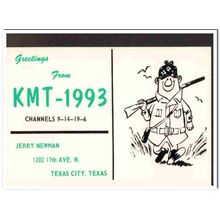 Greetings
From
KMT-1993
CHANNELS 9-14-19-6
JERRY NEWMAN
1202 17th AVE. N.
TEXAS CITY, TEXAS